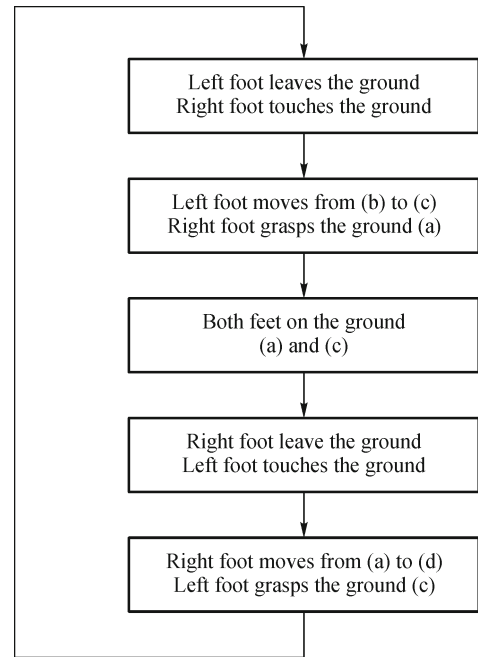 Left foot leaves the ground
Right foot touches the ground
Left foot moves from (b) to (c)
Right foot grasps the ground (a)
Both feet on the ground
(a) and (c)
Right foot leave the ground
Left foot touches the ground
Right foot moves from (a) to (d)
Left foot grasps the ground (c)